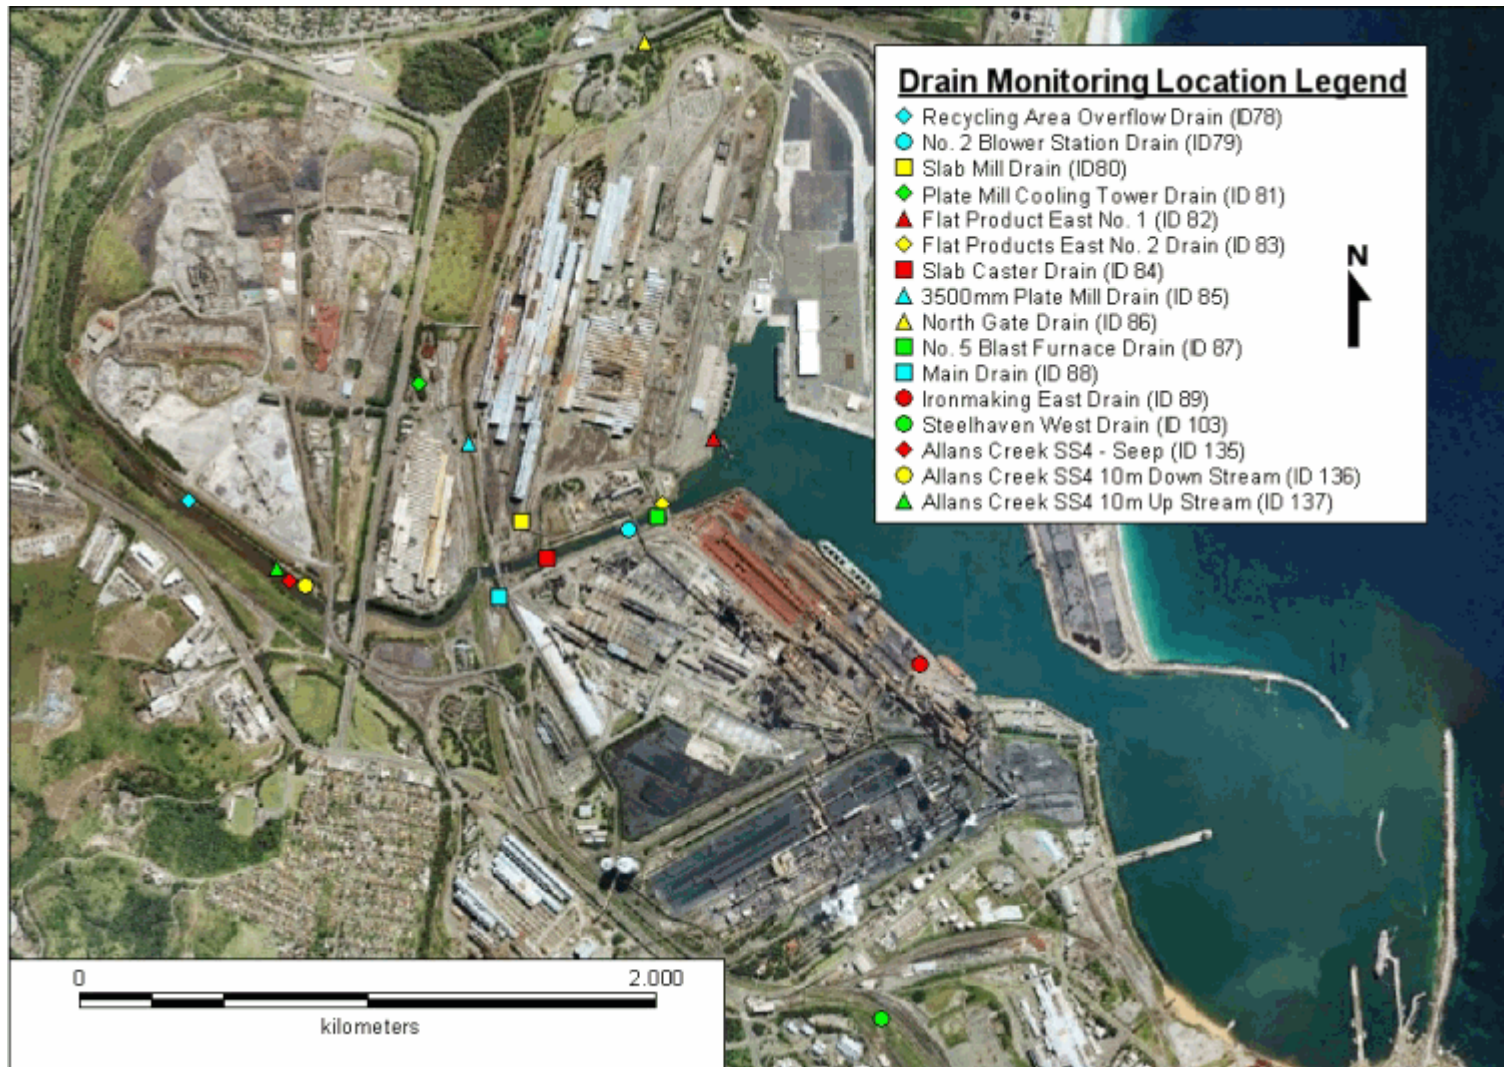 Drain Monitoring Location Legend
Recycling Area Overflow Drain (ID78)
No. 2 Blower Station Drain (ID79)
Slab Mill Drain (ID80)
Plate Mill Cooling Tower Drain (ID 81)
Flat Product East No. 1 (ID 82)
Flat Products East No. 2 Drain (ID 83)
Slab Caster Drain (ID 84)
3500mm Plate Mill Drain (ID 85)
North Gate Drain (ID 86)
No. 5 Blast Furnace Drain (ID 87)
Main Drain (ID 88)
Ironmaking East Drain (ID 89)
Steelhaven West Drain (ID 103)
Allans Creek SS4 - Seep (ID 135)
Allans Creek SS4 10m Down Stream (ID 136)
Allans Creek SS4 10m Up Stream (ID 137)
N
0 2.000
kilometers